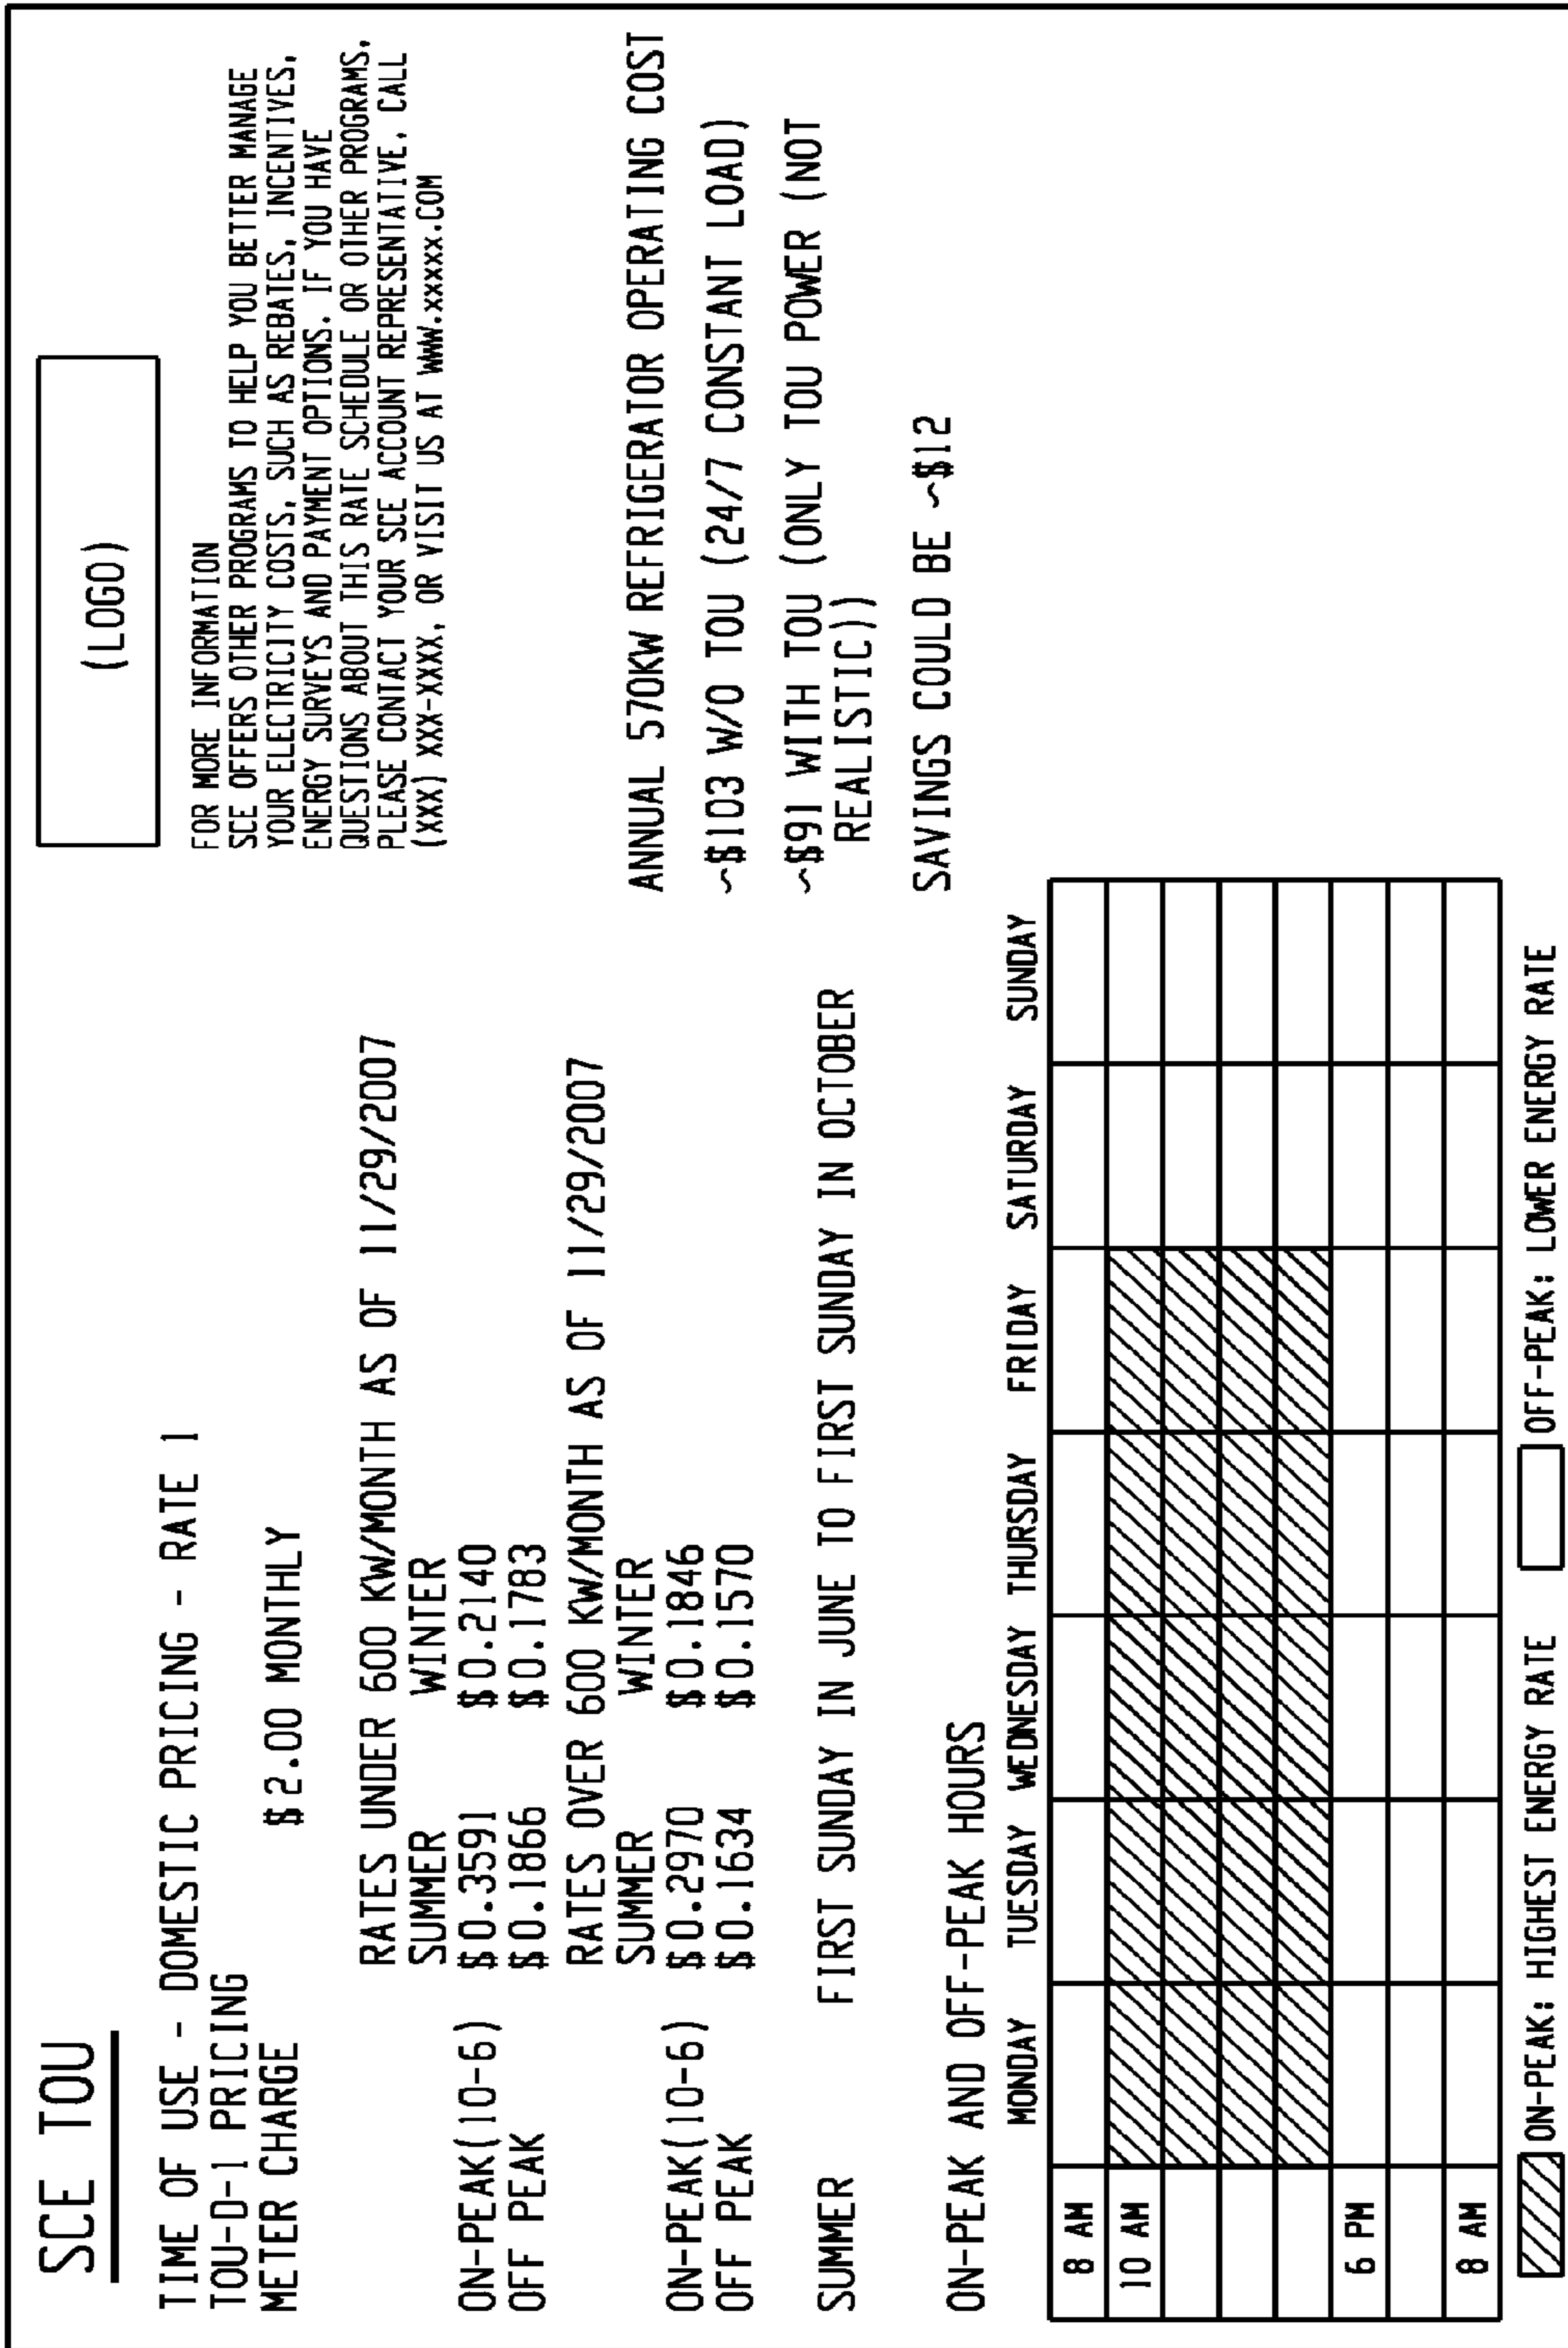 SCE TOU
TIME OF USE - DOMESTIC PRICING - RATE 1
TOU-D-1 PRICING
METER CHARGE $2.00 MONTHLY
RATES UNDER 600 KW/MONTH AS OF 11/29/2007
SUMMER WINTER
ON-PEAK(10-6) $0.3591 $0.2140
OFF PEAK $0.1866 $0.1783
RATES OVER 600 KW/MONTH AS OF 11/29/2007
SUMMER WINTER
ON-PEAK(10-6) $0.2970 $0.1846
OFF PEAK $0.1634 $0.1570
SUMMER FIRST SUNDAY IN JUNE TO FIRST SUNDAY IN OCTOBER
(LOGO)
FOR MORE INFORMATION
SCE OFFERS OTHER PROGRAMS TO HELP YOU BETTER MANAGE
YOUR ELECTRICITY COSTS, SUCH AS REBATES, INCENTIVES,
ENERGY SURVEYS AND PAYMENT OPTIONS. IF YOU HAVE
QUESTIONS ABOUT THIS RATE SCHEDULE OR OTHER PROGRAMS,
PLEASE CONTACT YOUR SCE ACCOUNT REPRESENTATIVE, CALL
(XXX) XXX-XXXX, OR VISIT US AT WWW.XXXXX.COM
ANNUAL 570KW REFRIGERATOR OPERATING COST
~$103 W/O TOU (24/7 CONSTANT LOAD)
~$91 WITH TOU (ONLY TOU POWER (NOT
REALISTIC))
SAVINGS COULD BE ~$12
ON-PEAK AND OFF-PEAK HOURS
MONDAY TUESDAY WEDNESDAY THURSDAY FRIDAY SATURDAY SUNDAY
8 AM
10 AM
6 PM
8 AM
ON-PEAK: HIGHEST ENERGY RATE OFF-PEAK: LOWER ENERGY RATE